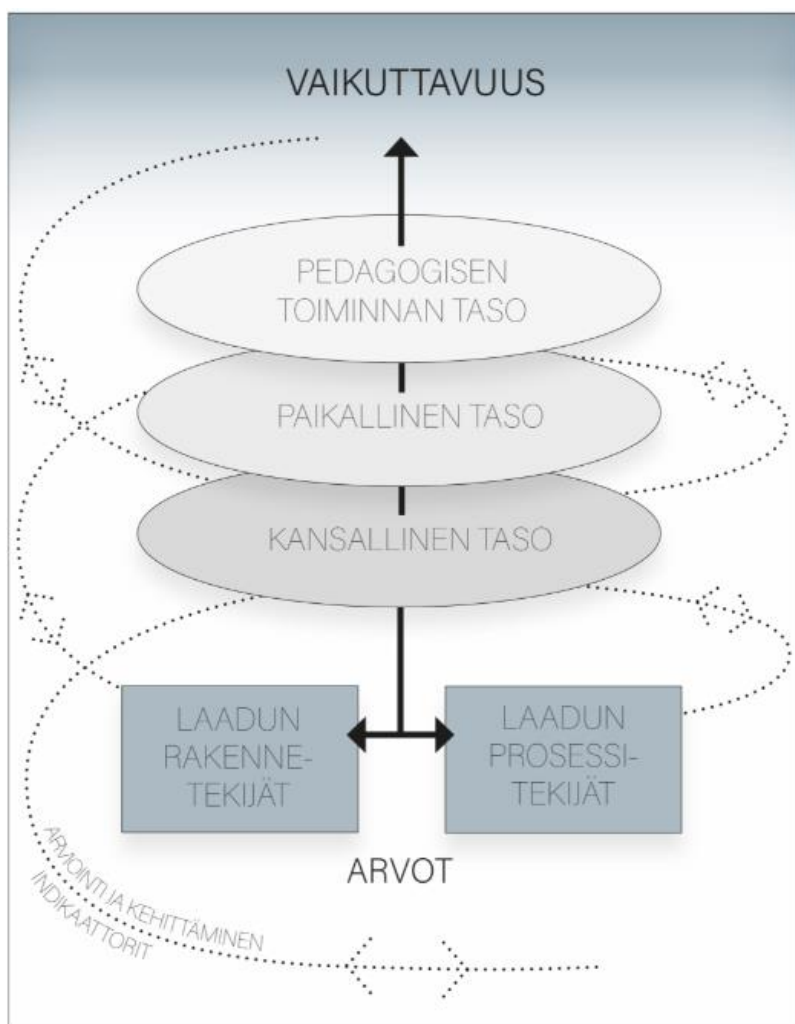 VAIKUTTAVUUS
PEDAGOGISEN
TOIMINNAN TASO
PAIKALLINEN TASO
KANSALLINEN TASO
LAADUN
RAKENNE-
TEKIJÄT
LAADUN
PROSESSI-
TEKIJÄT
ARVOT
ARVIOINTI JA KEHITTÄMINEN
INDIKAATTORIT